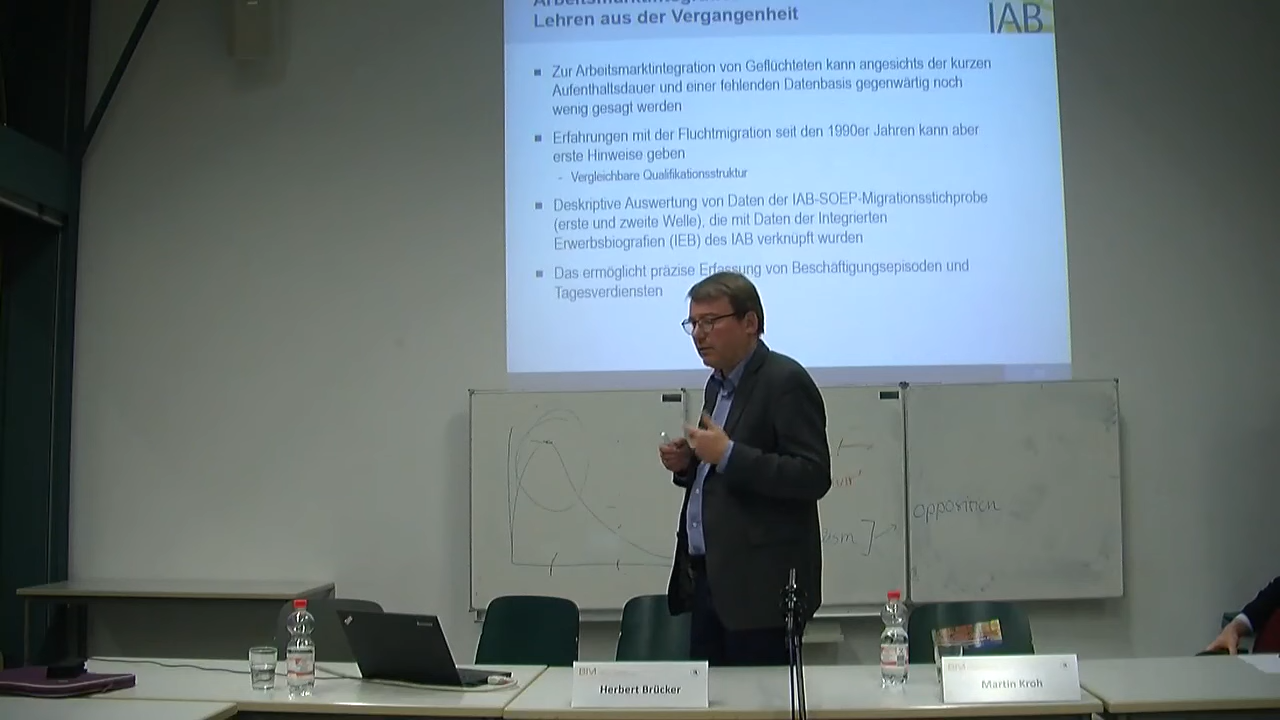 Lehren aus der Vergangenheit
IAB
Zur Arbeitsmarktintegration von Geflüchteten kann angesichts der kurzen
Aufenthaltsdauer und einer fehlenden Datenbasis gegenwärtig noch
wenig gesagt werden
Erfahrungen mit der Fluchtmigration seit den 1990er Jahren kann aber
erste Hinweise geben
- Vergleichbare Qualifikationsstruktur
Deskriptive Auswertung von Daten der IAB-SOEP-Migrationsstichprobe
(erste und zweite Welle), die mit Daten der Integrierten
Erwerbsbiografien (IEB) des IAB verknüpft wurden
Das ermöglicht präzise Erfassung von Beschäftigungsepisoden und
Tagesverdiensten
opposition
BIM
Herbert Brücker
BIM
Martin Kroh